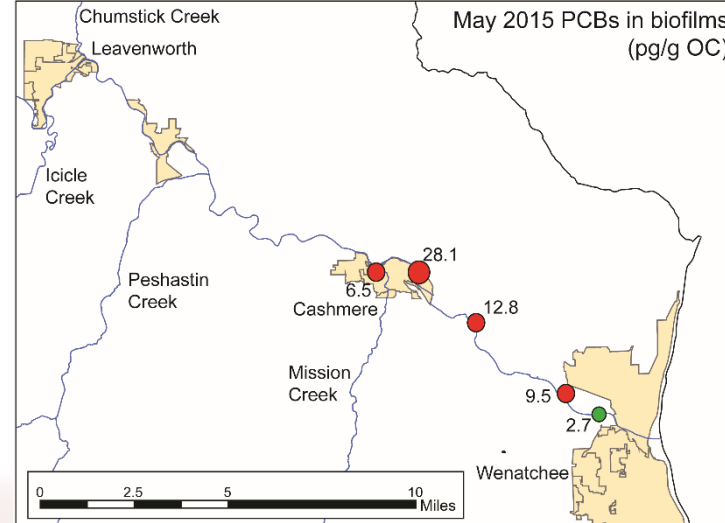 May 2015 PCBs in biofilms
(pg/g OC)
Chumstick Creek
Leavenworth
Icicle
Creek
Peshastin
Creek
28.1
6.5
Cashmere
12.8
Mission
Creek
9.5
2.7
Wenatchee
0 2.5 5 10
Miles